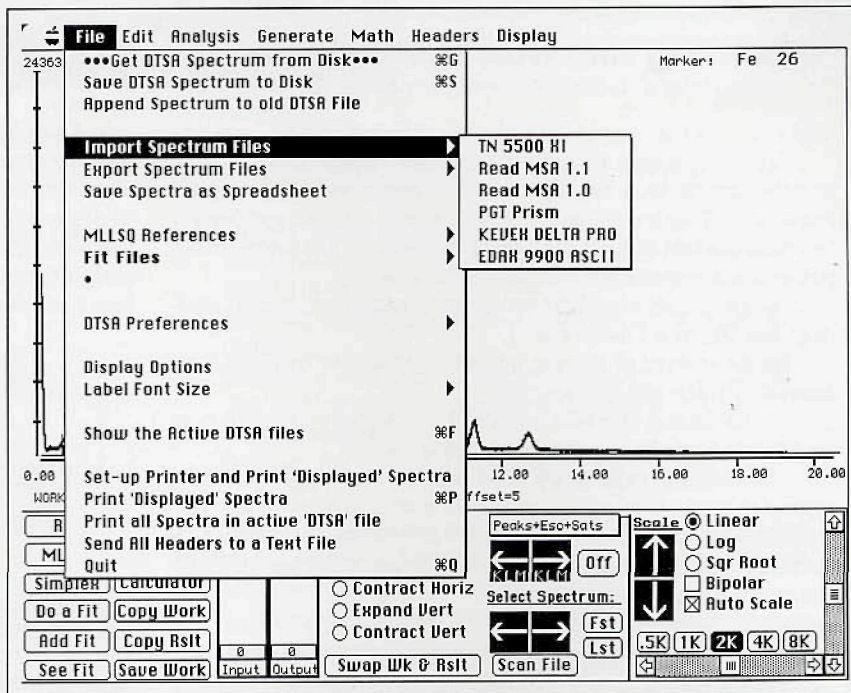 File Edit Analysis Generate Math Headers Display
24363
•••Get DTSA Spectrum from Disk••• ⌘G
Marker: Fe 26
Save DTSA Spectrum to Disk ⌘S
Append Spectrum to old DTSA File
Import Spectrum Files
Export Spectrum Files
Save Spectra as Spreadsheet
MLLSQ References
Fit Files
•
DTSA Preferences
Display Options
Label Font Size
Show the Active DTSA files ⌘F
Set-up Printer and Print 'Displayed' Spectra
Print 'Displayed' Spectra ⌘P
Print all Spectra in active 'DTSA' file
Send All Headers to a Text File
Quit ⌘Q
TN 5500 XI
Read MSA 1.1
Read MSA 1.0
PGT Prism
KEVEX DELTA PRO
EDAX 9900 ASCII
0.00 12.00 14.00 16.00 18.00 20.00
WORK ffset=5
R
ML
Simplex Calculator
Do a Fit Copy Work
Add Fit Copy Rslt
See Fit Save Work
0 0
Input Output
Contract Horiz
Expand Vert
Contract Vert
Swap Wk & Rslt
Peaks+Esc+Sats
KLM KLM Off
Select Spectrum:
Fst
Lst
Scan File
Scale Linear
Log
Sqr Root
Bipolar
Auto Scale
.5K 1K 2K 4K 8K